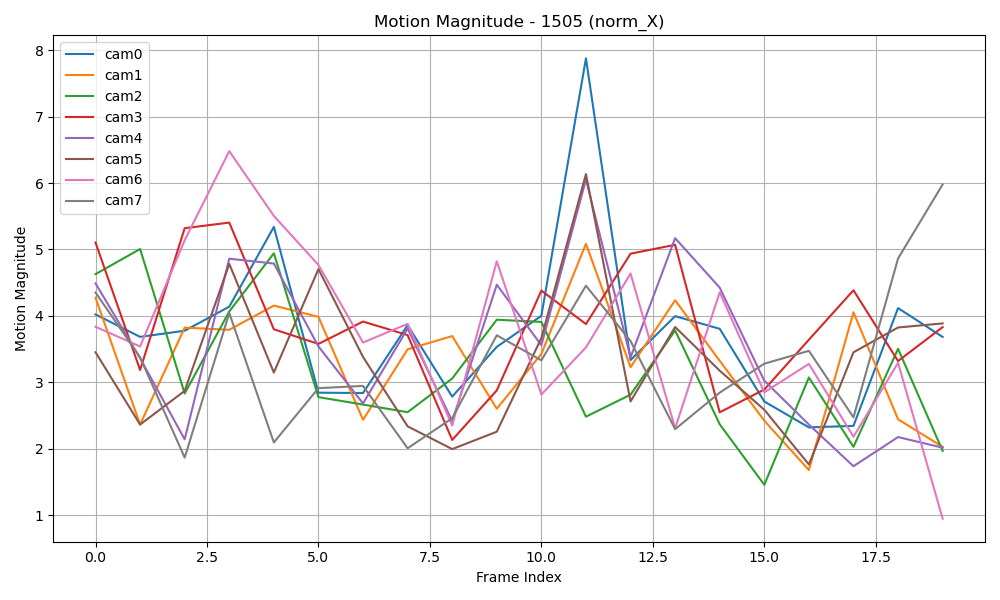 Motion Magnitude - 1505 (norm_X)
cam0
cam1
cam2
cam3
cam4
cam5
cam6
cam7
Motion Magnitude
8
7
6
5
4
3
2
1
0.0 2.5 5.0 7.5 10.0 12.5 15.0 17.5
Frame Index